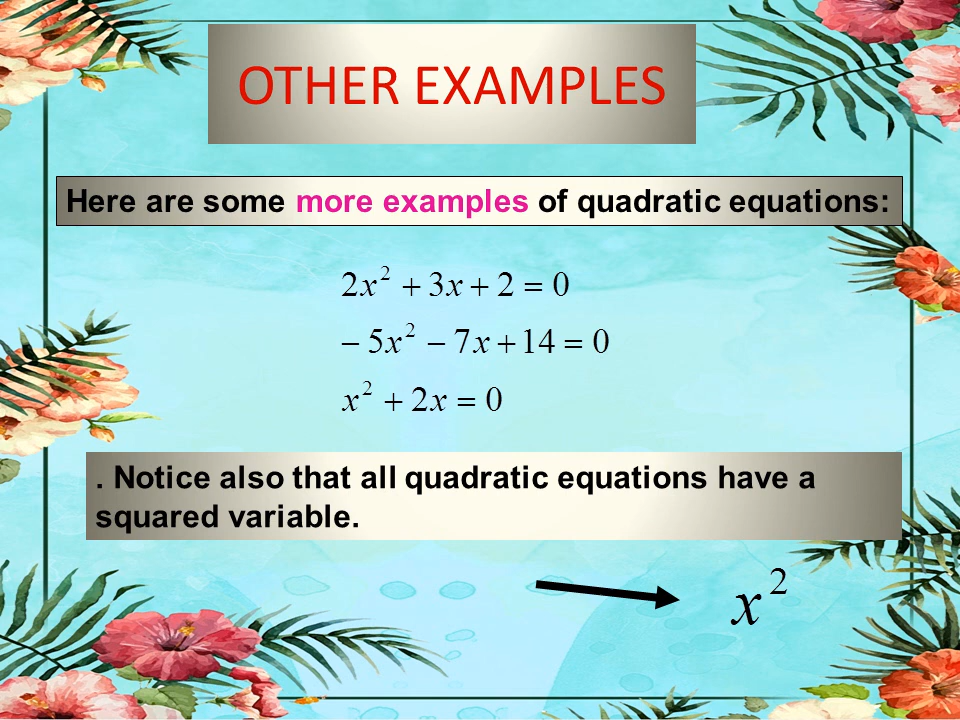 OTHER EXAMPLES
Here are some more examples of quadratic equations:
2x² + 3x + 2 = 0
− 5x² − 7x + 14 = 0
x² + 2x = 0
. Notice also that all quadratic equations have a
squared variable.
x²